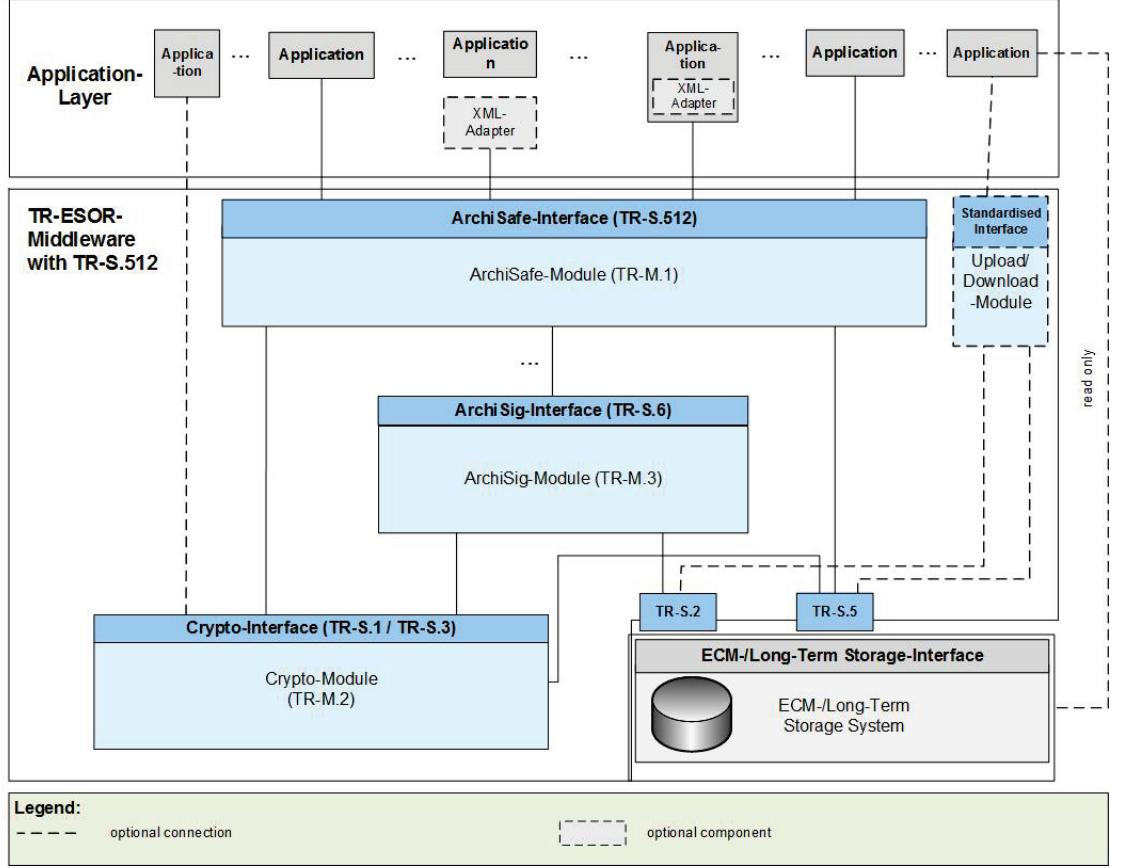 Application-
Layer
Applica
-tion
...
Application
...
Applicatio
n
XML-
Adapter
...
Applica-
tion
XML-
Adapter
...
Application
...
Application
TR-ESOR-
Middleware
with TR-S.512
ArchiSafe-Interface (TR-S.512)
ArchiSafe-Module (TR-M.1)
Standardised
Interface
Upload/
Download
-Module
read only
...
ArchiSig-Interface (TR-S.6)
ArchiSig-Module (TR-M.3)
TR-S.2
TR-S.5
Crypto-Interface (TR-S.1 / TR-S.3)
Crypto-Module
(TR-M.2)
ECM-/Long-Term Storage-Interface
ECM-/Long-Term
Storage System
Legend:
optional connection
optional component